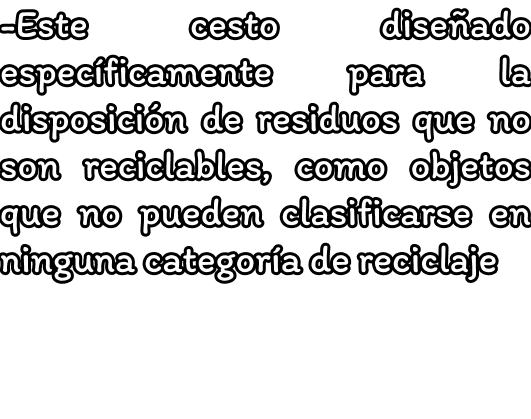 -Este cesto diseñado
específicamente para la
disposición de residuos que no
son reciclables, como objetos
que no pueden clasificarse en
ninguna categoría de reciclaje